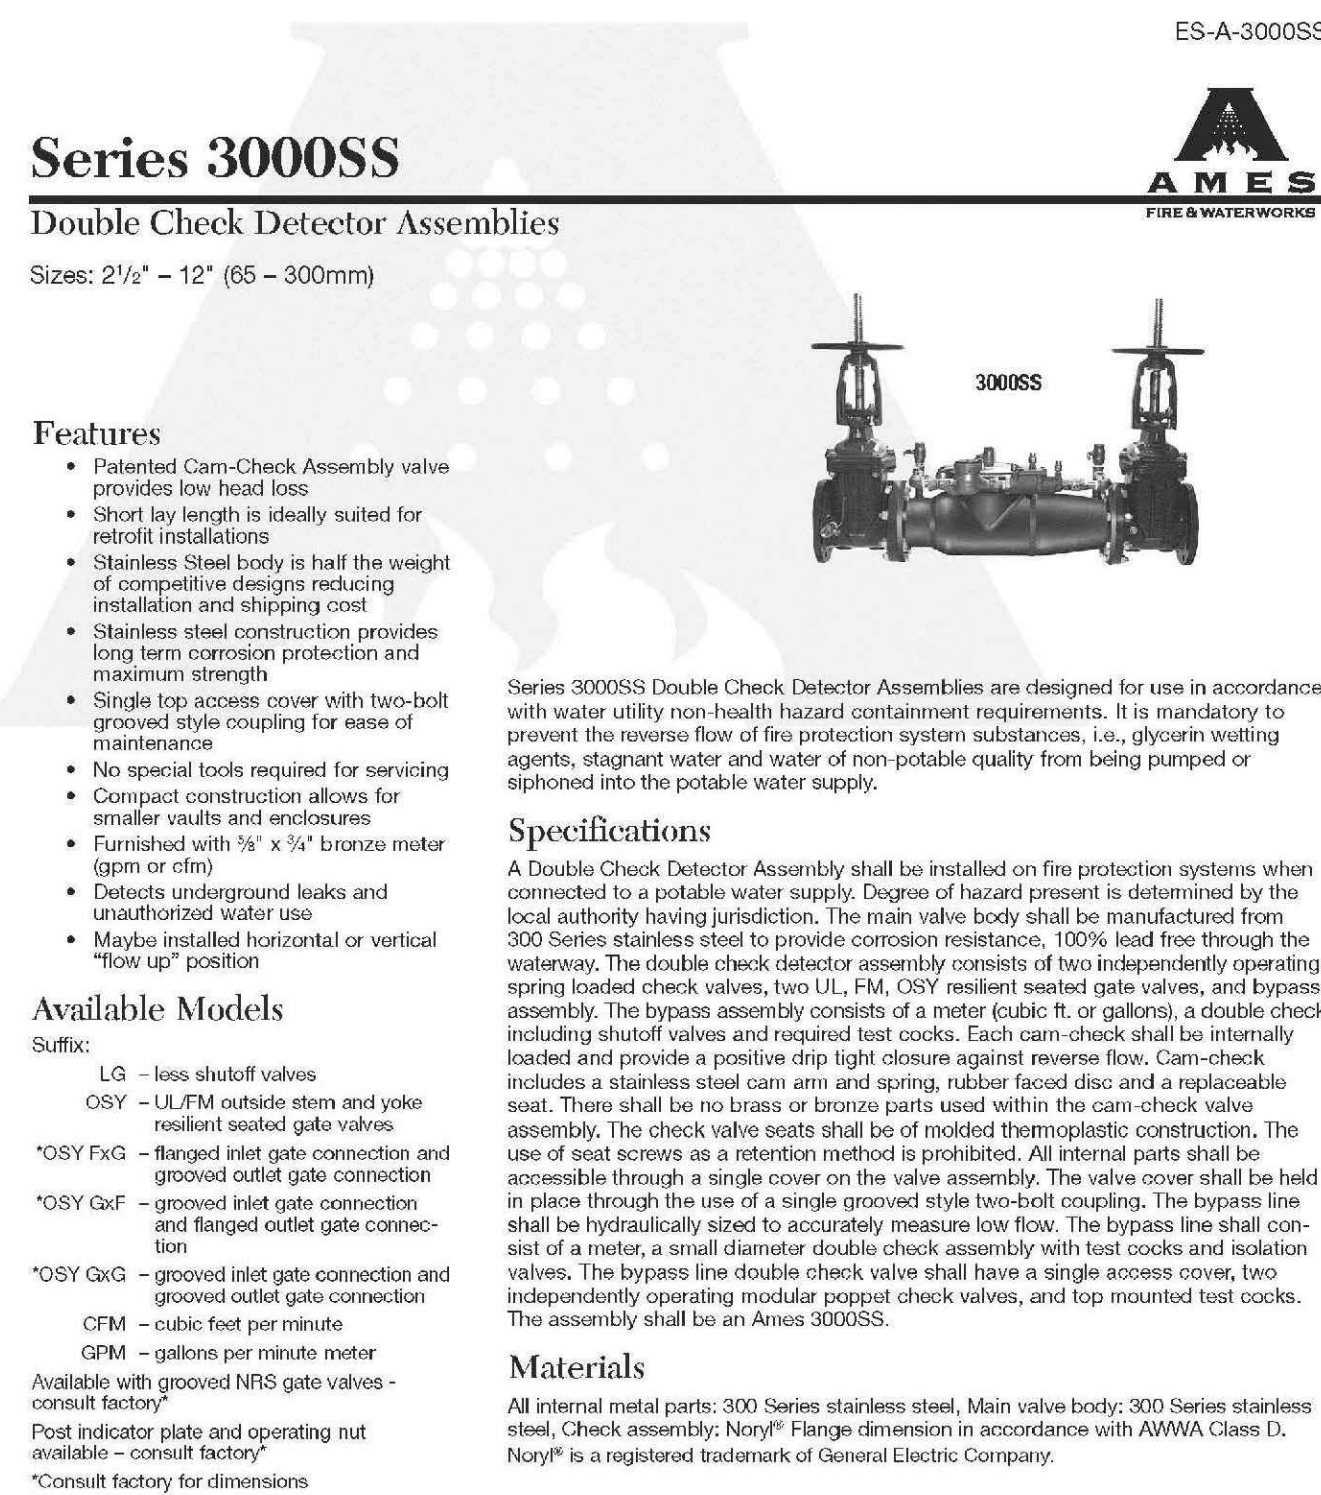 ES-A-3000SS
AMES
FIRE & WATERWORKS
Series 3000SS
Double Check Detector Assemblies
Sizes: 2¹/₂" – 12" (65 – 300mm)
3000SS
Features
• Patented Cam-Check Assembly valve
provides low head loss
• Short lay length is ideally suited for
retrofit installations
• Stainless Steel body is half the weight
of competitive designs reducing
installation and shipping cost
• Stainless steel construction provides
long term corrosion protection and
maximum strength
• Single top access cover with two-bolt
grooved style coupling for ease of
maintenance
• No special tools required for servicing
• Compact construction allows for
smaller vaults and enclosures
• Furnished with ⅝" x ¾" bronze meter
(gpm or cfm)
• Detects underground leaks and
unauthorized water use
• Maybe installed horizontal or vertical
“flow up” position
Available Models
Suffix:
LG – less shutoff valves
OSY – UL/FM outside stem and yoke
resilient seated gate valves
*OSY FxG – flanged inlet gate connection and
grooved outlet gate connection
*OSY GxF – grooved inlet gate connection
and flanged outlet gate connec-
tion
*OSY GxG – grooved inlet gate connection and
grooved outlet gate connection
CFM – cubic feet per minute
GPM – gallons per minute meter
Available with grooved NRS gate valves -
consult factory*
Post indicator plate and operating nut
available – consult factory*
*Consult factory for dimensions
Series 3000SS Double Check Detector Assemblies are designed for use in accordance
with water utility non-health hazard containment requirements. It is mandatory to
prevent the reverse flow of fire protection system substances, i.e., glycerin wetting
agents, stagnant water and water of non-potable quality from being pumped or
siphoned into the potable water supply.
Specifications
A Double Check Detector Assembly shall be installed on fire protection systems when
connected to a potable water supply. Degree of hazard present is determined by the
local authority having jurisdiction. The main valve body shall be manufactured from
300 Series stainless steel to provide corrosion resistance, 100% lead free through the
waterway. The double check detector assembly consists of two independently operating
spring loaded check valves, two UL, FM, OSY resilient seated gate valves, and bypass
assembly. The bypass assembly consists of a meter (cubic ft. or gallons), a double check
including shutoff valves and required test cocks. Each cam-check shall be internally
loaded and provide a positive drip tight closure against reverse flow. Cam-check
includes a stainless steel cam arm and spring, rubber faced disc and a replaceable
seat. There shall be no brass or bronze parts used within the cam-check valve
assembly. The check valve seats shall be of molded thermoplastic construction. The
use of seat screws as a retention method is prohibited. All internal parts shall be
accessible through a single cover on the valve assembly. The valve cover shall be held
in place through the use of a single grooved style two-bolt coupling. The bypass line
shall be hydraulically sized to accurately measure low flow. The bypass line shall con-
sist of a meter, a small diameter double check assembly with test cocks and isolation
valves. The bypass line double check valve shall have a single access cover, two
independently operating modular poppet check valves, and top mounted test cocks.
The assembly shall be an Ames 3000SS.
Materials
All internal metal parts: 300 Series stainless steel, Main valve body: 300 Series stainless
steel, Check assembly: Noryl® Flange dimension in accordance with AWWA Class D.
Noryl® is a registered trademark of General Electric Company.